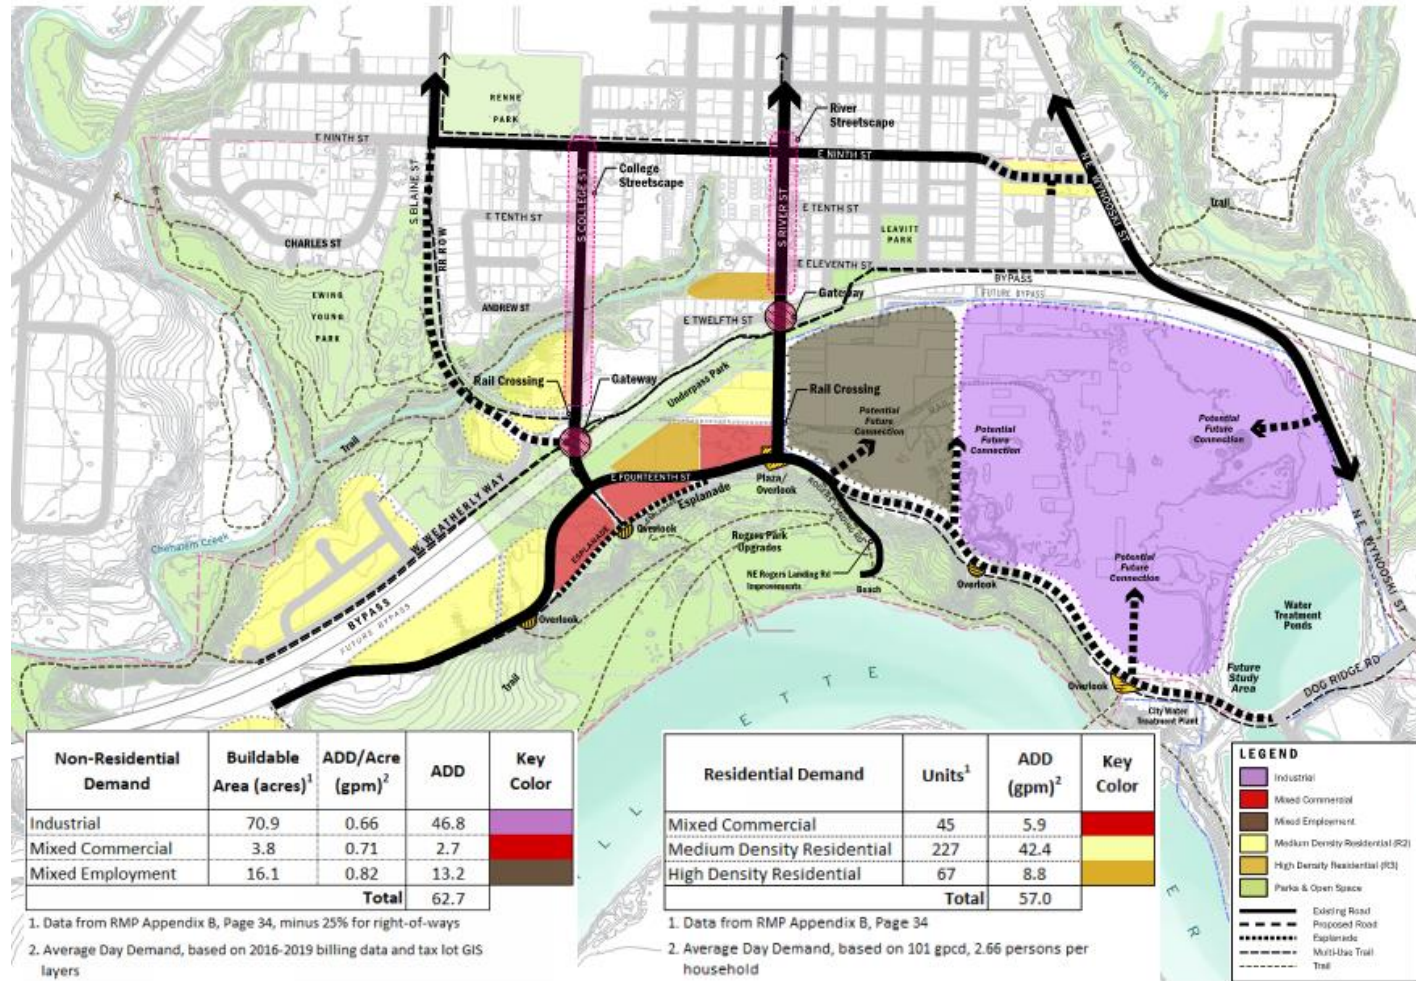 Hess Creek
RENNE
PARK
River
Streetscape
E NINTH ST
E NINTH ST
College
Streetscape
S BLAINE ST
RR ROW
S COLLEGE ST
S RIVER ST
NE WYNOOSKI ST
Trail
E TENTH ST
E TENTH ST
CHARLES ST
LEAVITT
PARK
E ELEVENTH ST
BYPASS
FUTURE BYPASS
EWING
YOUNG
PARK
ANDREW ST
E TWELFTH ST
Gateway
Underpass Park
Rail Crossing
Gateway
Rail Crossing
RAIL
Potential
Future
Connection
Potential
Future
Connection
Potential
Future
Connection
Trail
E FOURTEENTH ST
Plaza/
Overlook
Esplanade
ROGERS LANDING RD
W WEATHERLY WAY
Overlook
ESPLANADE
Rogers Park
Upgrades
NE Rogers Landing Rd
Improvements
Beach
Overlook
Potential
Future
Connection
NE WYNOOSKI ST
Chehalem Creek
BYPASS
FUTURE BYPASS
Overlook
Water
Treatment
Ponds
Trail
Overlook
Future
Study
Area
DOG RIDGE RD
City Water
Treatment Plant
L L
E T T E
E R
Non-Residential Demand Buildable Area (acres)1 ADD/Acre (gpm)2 ADD Key Color
Industrial 70.9 0.66 46.8
Mixed Commercial 3.8 0.71 2.7
Mixed Employment 16.1 0.82 13.2
Total 62.7
1. Data from RMP Appendix B, Page 34, minus 25% for right-of-ways
2. Average Day Demand, based on 2016-2019 billing data and tax lot GIS
layers
Residential Demand Units1 ADD (gpm)2 Key Color
Mixed Commercial 45 5.9
Medium Density Residential 227 42.4
High Density Residential 67 8.8
Total 57.0
1. Data from RMP Appendix B, Page 34
2. Average Day Demand, based on 101 gpcd, 2.66 persons per
household
LEGEND
Industrial
Mixed Commercial
Mixed Employment
Medium Density Residential (R2)
High Density Residential (R3)
Parks & Open Space
Existing Road
Proposed Road
Esplanade
Multi-Use Trail
Trail